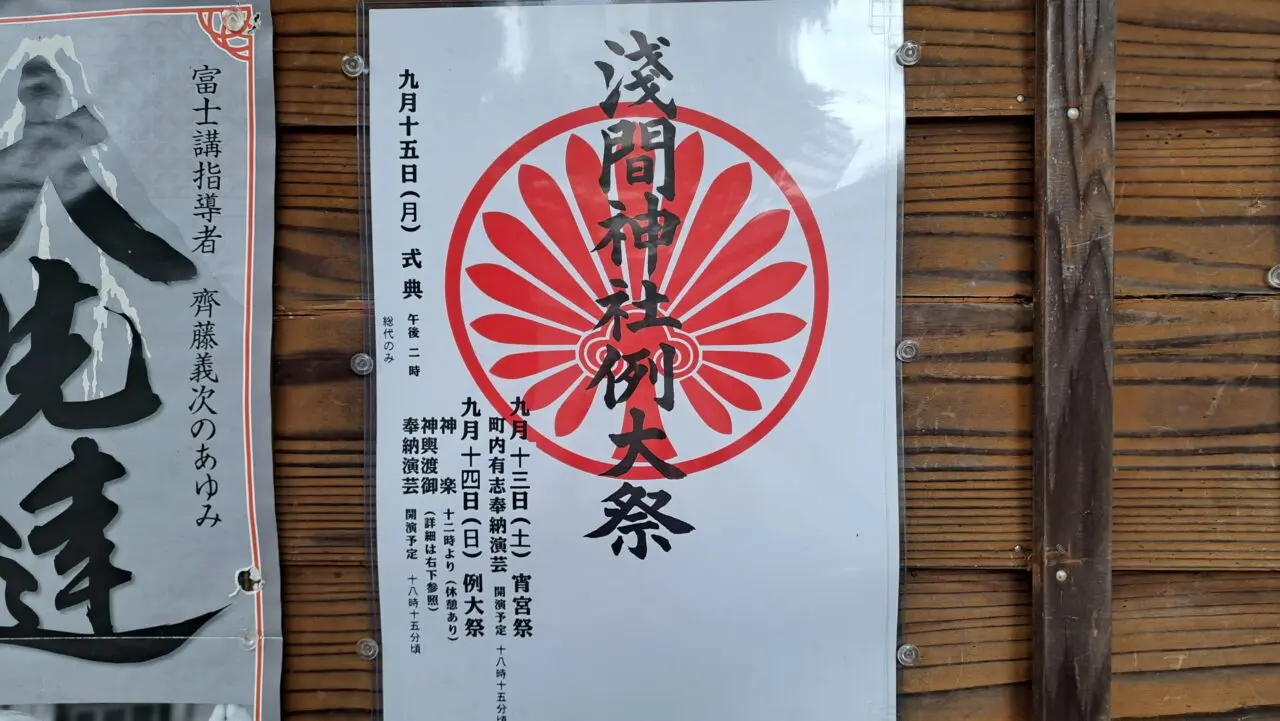 淺間神社例大祭
九月十三日(土) 宵宮祭
町内有志奉納演芸 開演予定 十八時十五分頃
九月十四日(日) 例大祭
神 楽 十二時より(休憩あり)
神輿渡御 (詳細は右下参照)
奉納演芸 開演予定 十八時十五分頃
九月十五日(月) 式典 午後二時
総代のみ
富士講指導者 齊藤義次のあゆみ
大先達